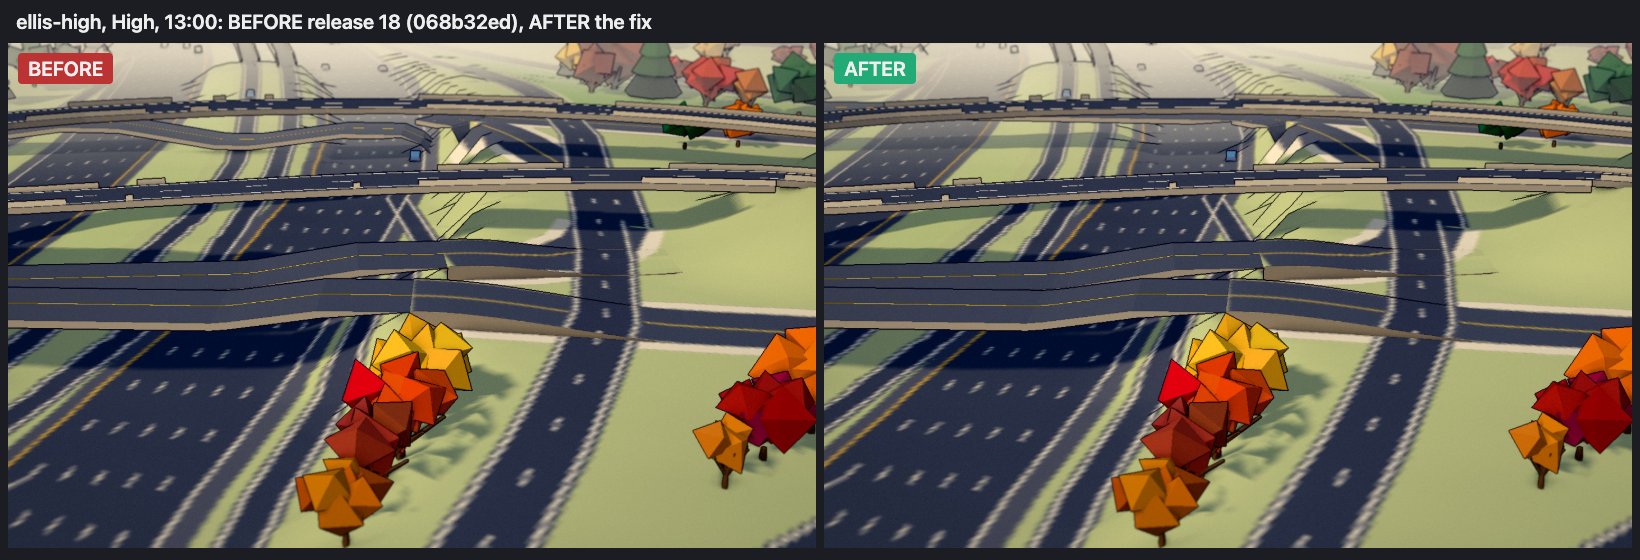 ellis-high, High, 13:00: BEFORE release 18 (068b32ed), AFTER the fix
BEFORE
AFTER